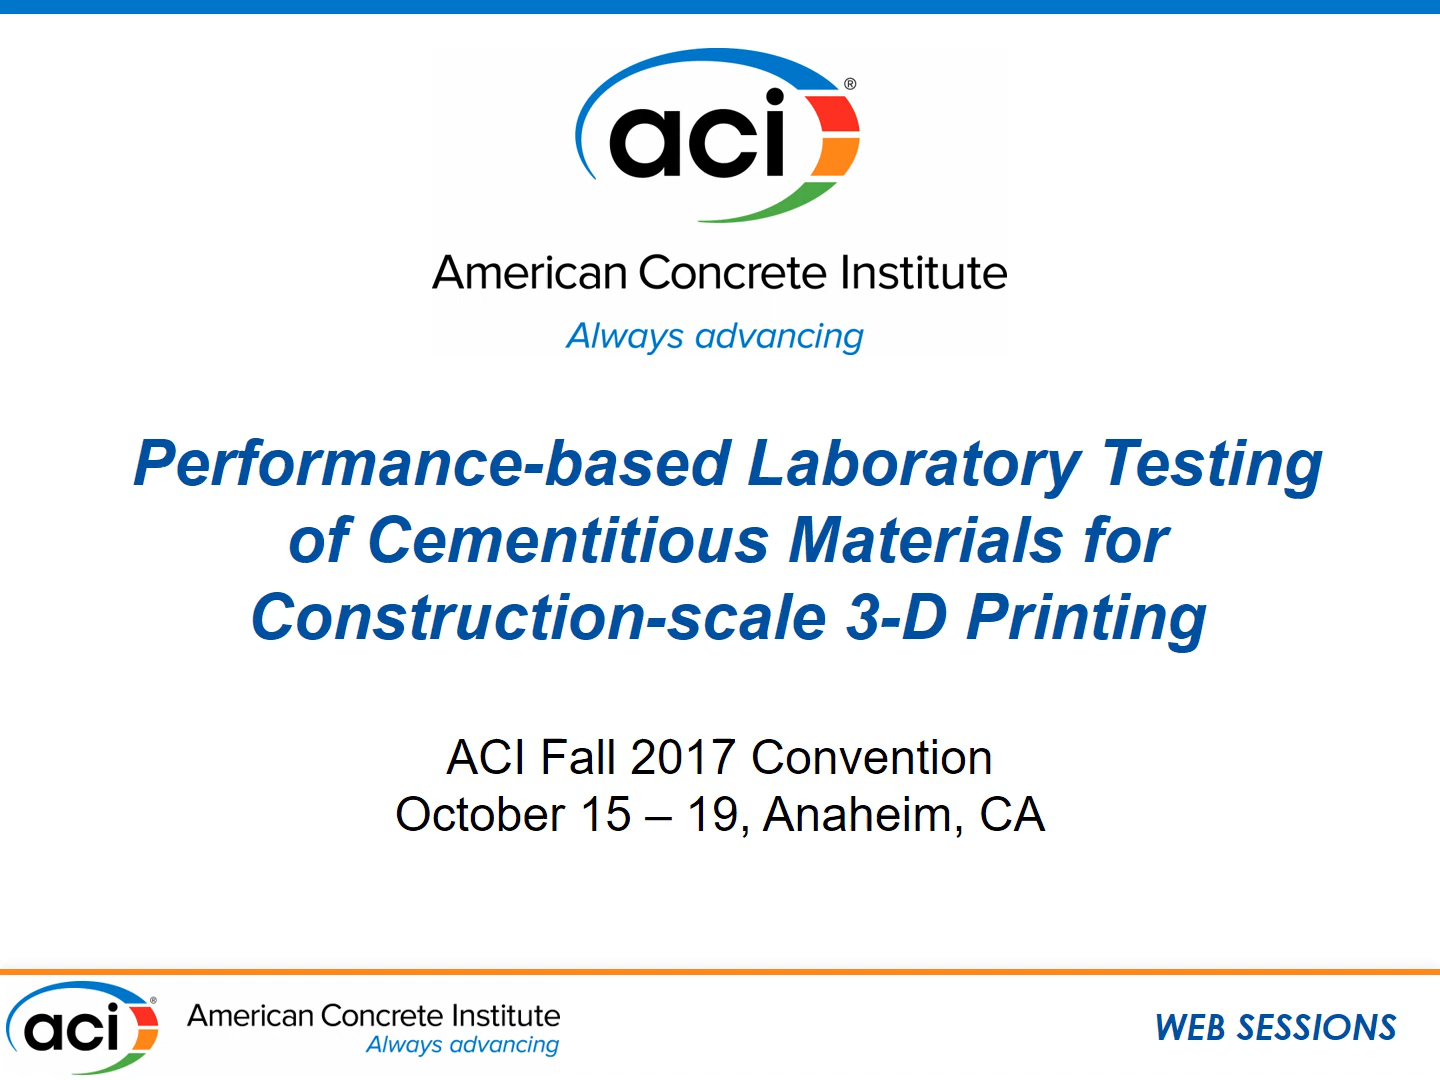 aci®
American Concrete Institute
Always advancing
Performance-based Laboratory Testing
of Cementitious Materials for
Construction-scale 3-D Printing
ACI Fall 2017 Convention
October 15 – 19, Anaheim, CA
aci®
American Concrete Institute
Always advancing
WEB SESSIONS